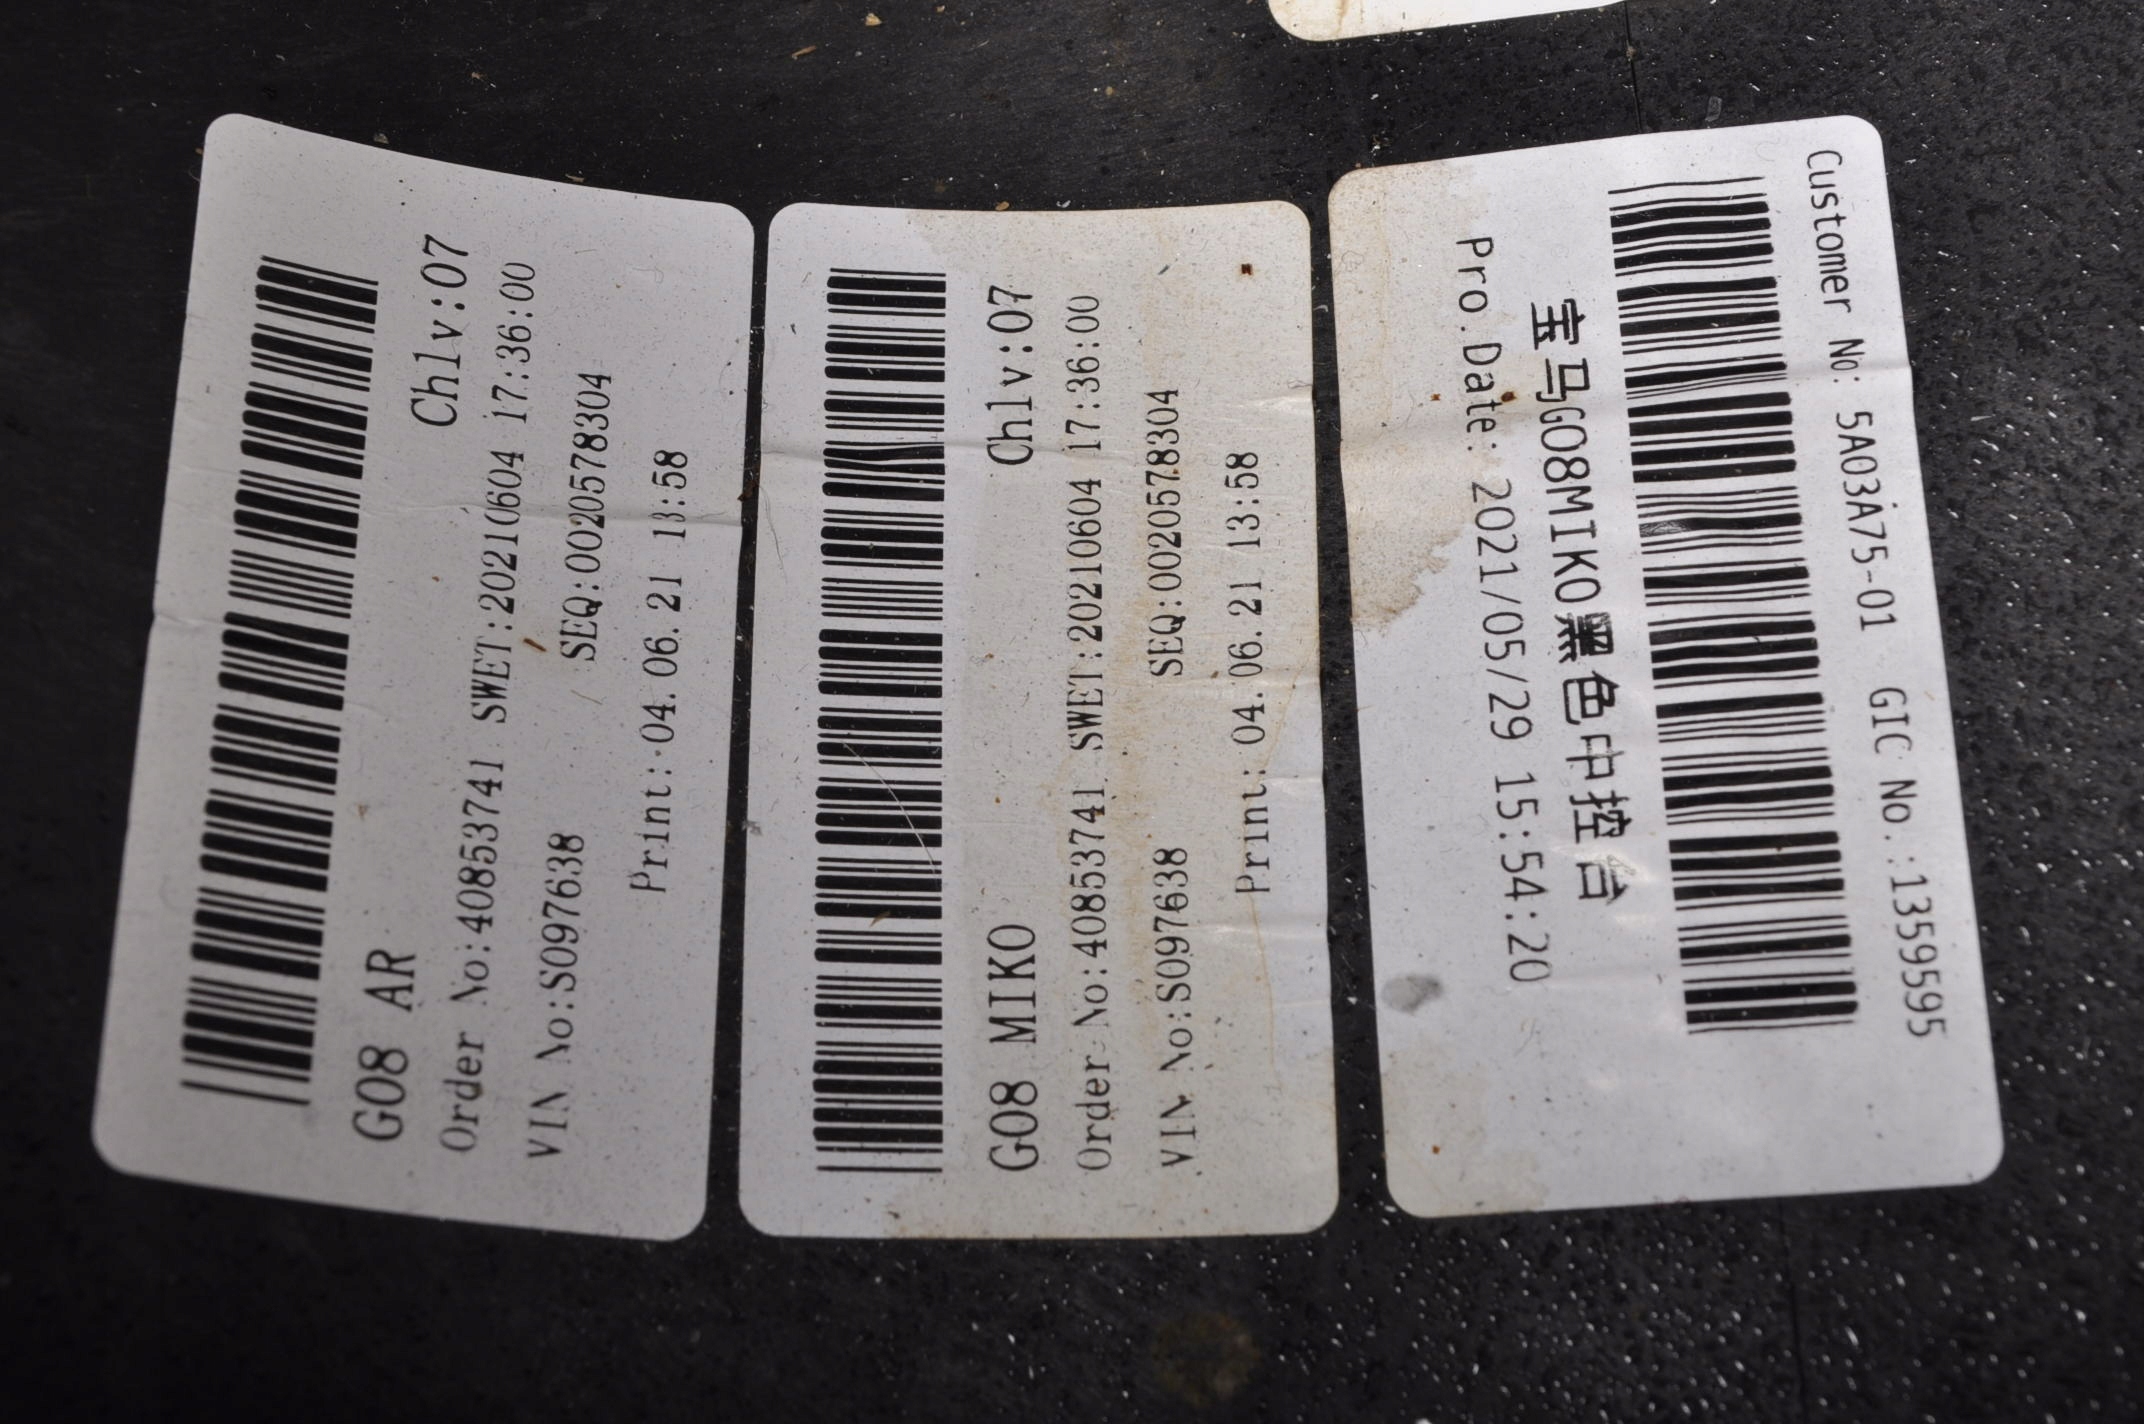 G08 AR Chlv:07
Order No:40853741 SWET:20210604 17:36:00
VIN No:S097638 SEQ:0020578304
Print: 04.06.21 13:58
G08 MIKO Chlv:07
Order No:40853741 SWET:20210604 17:36:00
VIN No:S097638 SEQ:0020578304
Print: 04.06.21 13:58
Customer No: 5A03A75-01 GIC No.:1359595
宝马G08MIKO黑色中控台
Pro.Date: 2021/05/29 15:54:20